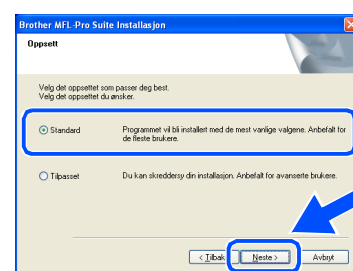 Brother MFL-Pro Suite Installasjon
Oppsett
Velg det oppsettet som passer deg best.
Velg det oppsettet du ønsker.
Standard
Programmet vil bli installert med de mest vanlige valgene. Anbefalt for
de fleste brukere.
Tilpasset
Du kan skreddersy din installasjon. Anbefalt for avanserte brukere.
< Tilbak
Neste >
Avbryt